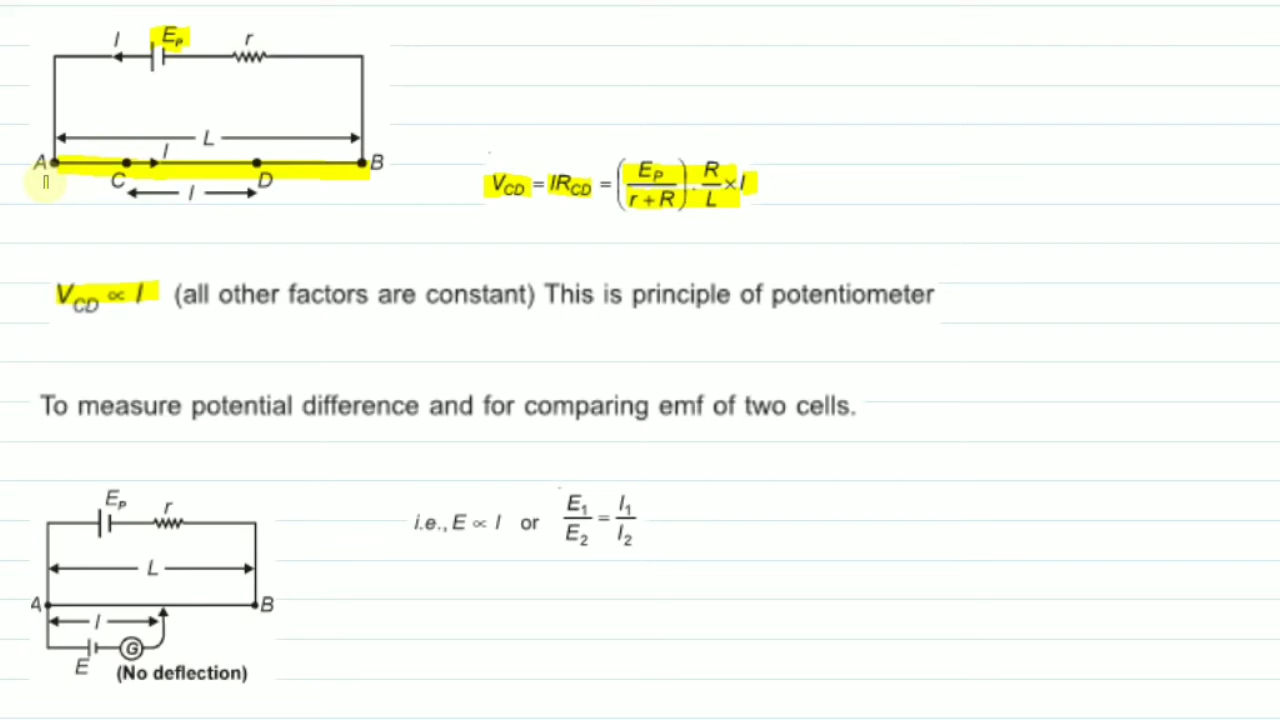 I E_P r
L
A I B
C D
l
V_CD = IR_CD = (E_P / r + R) . R / L × l
V_CD ∝ l (all other factors are constant) This is principle of potentiometer
To measure potential difference and for comparing emf of two cells.
E_P r
i.e., E ∝ l or E_1 / E_2 = l_1 / l_2
L
A B
l
G
E (No deflection)